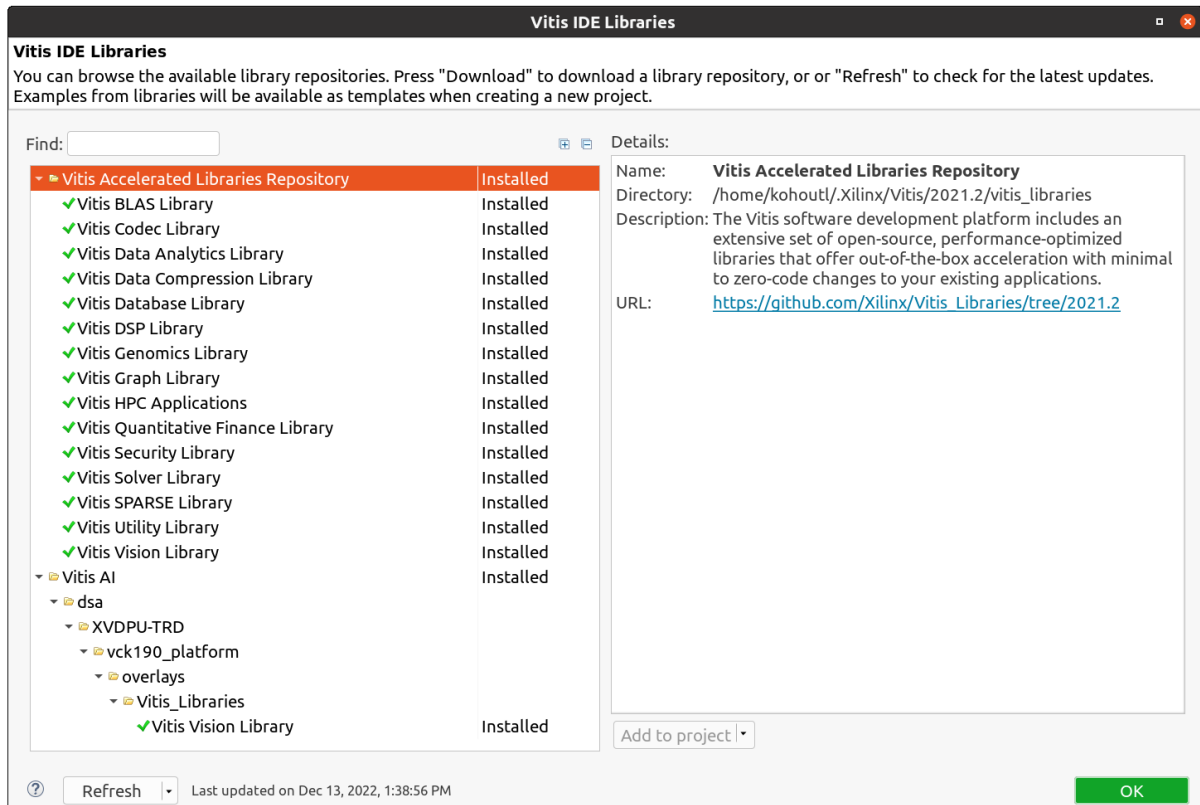 Vitis IDE Libraries
Vitis IDE Libraries
You can browse the available library repositories. Press "Download" to download a library repository, or or "Refresh" to check for the latest updates.
Examples from libraries will be available as templates when creating a new project.
Find:
Vitis Accelerated Libraries Repository Installed
Vitis BLAS Library Installed
Vitis Codec Library Installed
Vitis Data Analytics Library Installed
Vitis Data Compression Library Installed
Vitis Database Library Installed
Vitis DSP Library Installed
Vitis Genomics Library Installed
Vitis Graph Library Installed
Vitis HPC Applications Installed
Vitis Quantitative Finance Library Installed
Vitis Security Library Installed
Vitis Solver Library Installed
Vitis SPARSE Library Installed
Vitis Utility Library Installed
Vitis Vision Library Installed
Vitis AI Installed
dsa
XVDPU-TRD
vck190_platform
overlays
Vitis_Libraries
Vitis Vision Library Installed
Details:
Name: Vitis Accelerated Libraries Repository
Directory: /home/kohoutl/.Xilinx/Vitis/2021.2/vitis_libraries
Description: The Vitis software development platform includes an
extensive set of open-source, performance-optimized
libraries that offer out-of-the-box acceleration with minimal
to zero-code changes to your existing applications.
URL: https://github.com/Xilinx/Vitis_Libraries/tree/2021.2
Add to project
Refresh Last updated on Dec 13, 2022, 1:38:56 PM
OK